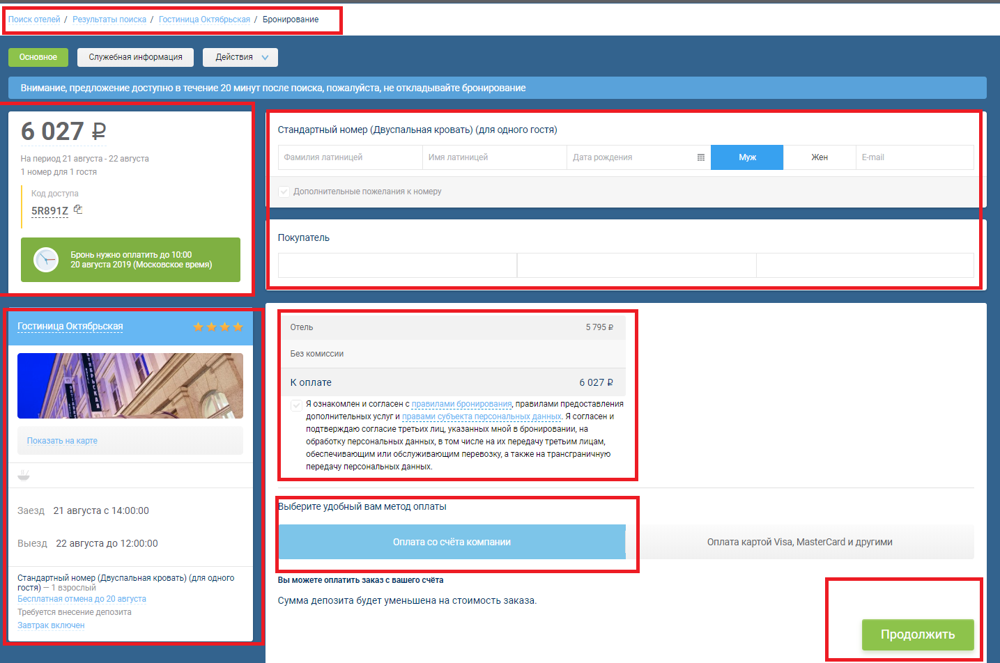 Поиск отелей / Результаты поиска / Гостиница Октябрьская / Бронирование
Основное
Служебная информация
Действия
Внимание, предложение доступно в течение 20 минут после поиска, пожалуйста, не откладывайте бронирование
6 027 ₽
На период 21 августа - 22 августа
1 номер для 1 гостя
Код доступа
5R891Z
Бронь нужно оплатить до 10:00
20 августа 2019 (Московское время)
Гостиница Октябрьская
ОКТЯБРЬСКАЯ
Показать на карте
Заезд 21 августа с 14:00:00
Выезд 22 августа до 12:00:00
Стандартный номер (Двуспальная кровать) (для одного
гостя) — 1 взрослый
Бесплатная отмена до 20 августа
Требуется внесение депозита
Завтрак включен
Стандартный номер (Двуспальная кровать) (для одного гостя)
Фамилия латиницей
Имя латиницей
Дата рождения
Муж
Жен
E-mail
Дополнительные пожелания к номеру
Покупатель
Отель 5 795 ₽
Без комиссии
К оплате 6 027 ₽
Я ознакомлен и согласен с правилами бронирования, правилами предоставления
дополнительных услуг и правами субъекта персональных данных. Я согласен и
подтверждаю согласие третьих лиц, указанных мной в бронировании, на
обработку персональных данных, в том числе на их передачу третьим лицам,
обеспечивающим или обслуживающим перевозку, а также на трансграничную
передачу персональных данных.
Выберите удобный вам метод оплаты
Оплата со счёта компании
Оплата картой Visa, MasterCard и другими
Вы можете оплатить заказ с вашего счёта
Сумма депозита будет уменьшена на стоимость заказа.
Продолжить